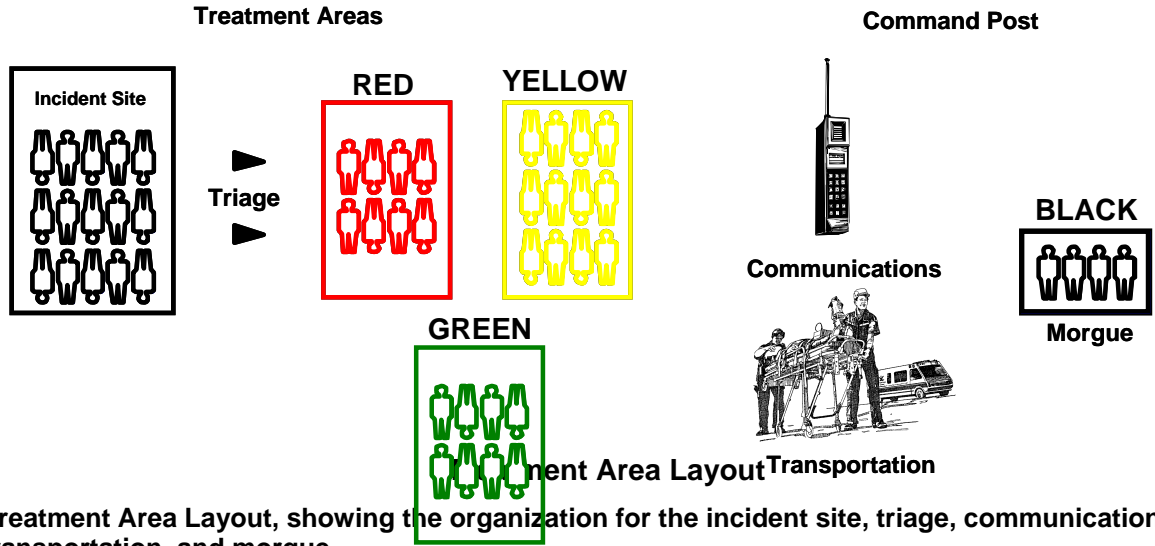 Treatment Areas
Command Post
Incident Site
RED
YELLOW
Triage
BLACK
Communications
Morgue
GREEN
ment Area Layout
Transportation
reatment Area Layout, showing the organization for the incident site, triage, communication